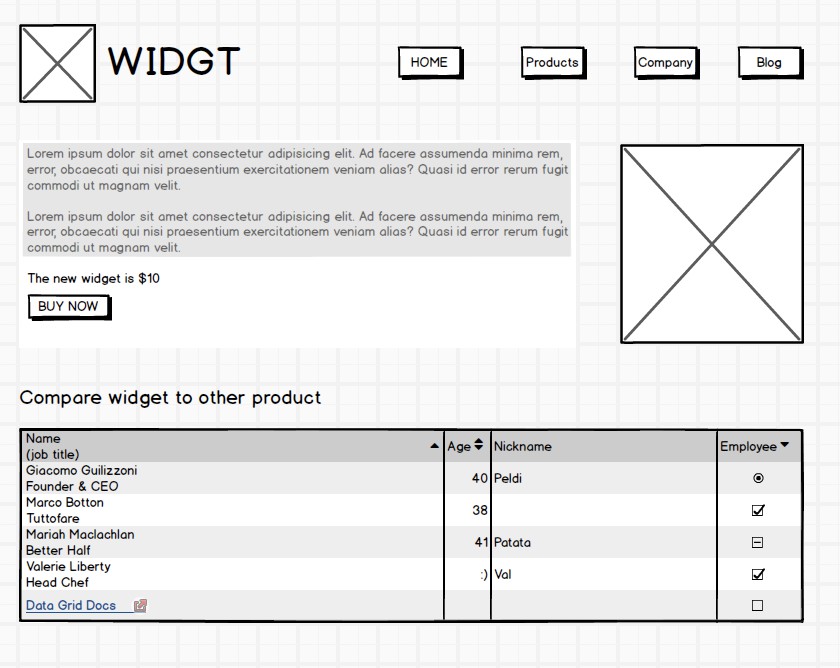 WIDGT
HOME
Products
Company
Blog
Lorem ipsum dolor sit amet consectetur adipisicing elit. Ad facere assumenda minima rem,
error, obcaecati qui nisi praesentium exercitationem veniam alias? Quasi id error rerum fugit
commodi ut magnam velit.
Lorem ipsum dolor sit amet consectetur adipisicing elit. Ad facere assumenda minima rem,
error, obcaecati qui nisi praesentium exercitationem veniam alias? Quasi id error rerum fugit
commodi ut magnam velit.
The new widget is $10
BUY NOW
Compare widget to other product
Name
(job title)
Age
Nickname
Employee
Giacomo Guilizzoni
Founder & CEO
40
Peldi
Marco Botton
Tuttofare
38
Mariah Maclachlan
Better Half
41
Patata
Valerie Liberty
Head Chef
:)
Val
Data Grid Docs